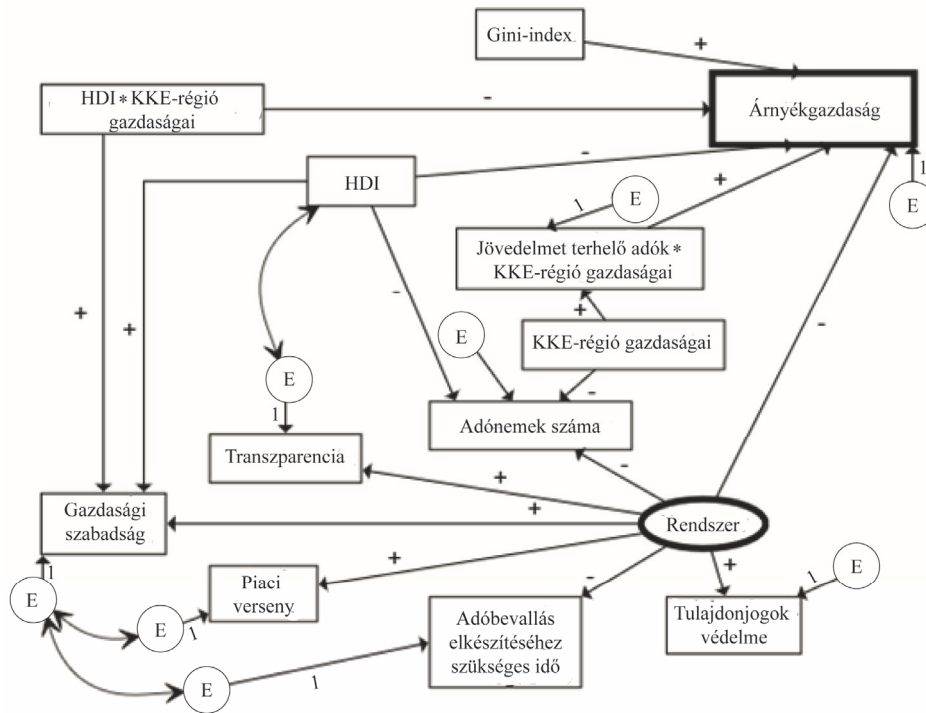 Gini-index
+
HDI * KKE-régió
gazdaságai
-
Árnyékgazdaság
-
HDI
+
1
E
1
E
Jövedelmet terhelő adók *
KKE-régió gazdaságai
-
+
+
+
E
KKE-régió gazdaságai
-
E
-
1
Adónemek száma
Transzparencia
+
-
Gazdasági
szabadság
+
Rendszer
1
+
-
+
E
Piaci
verseny
1
E
E
1
Adóbevallás
elkészítéséhez
szükséges idő
Tulajdonjogok
védelme
E
1